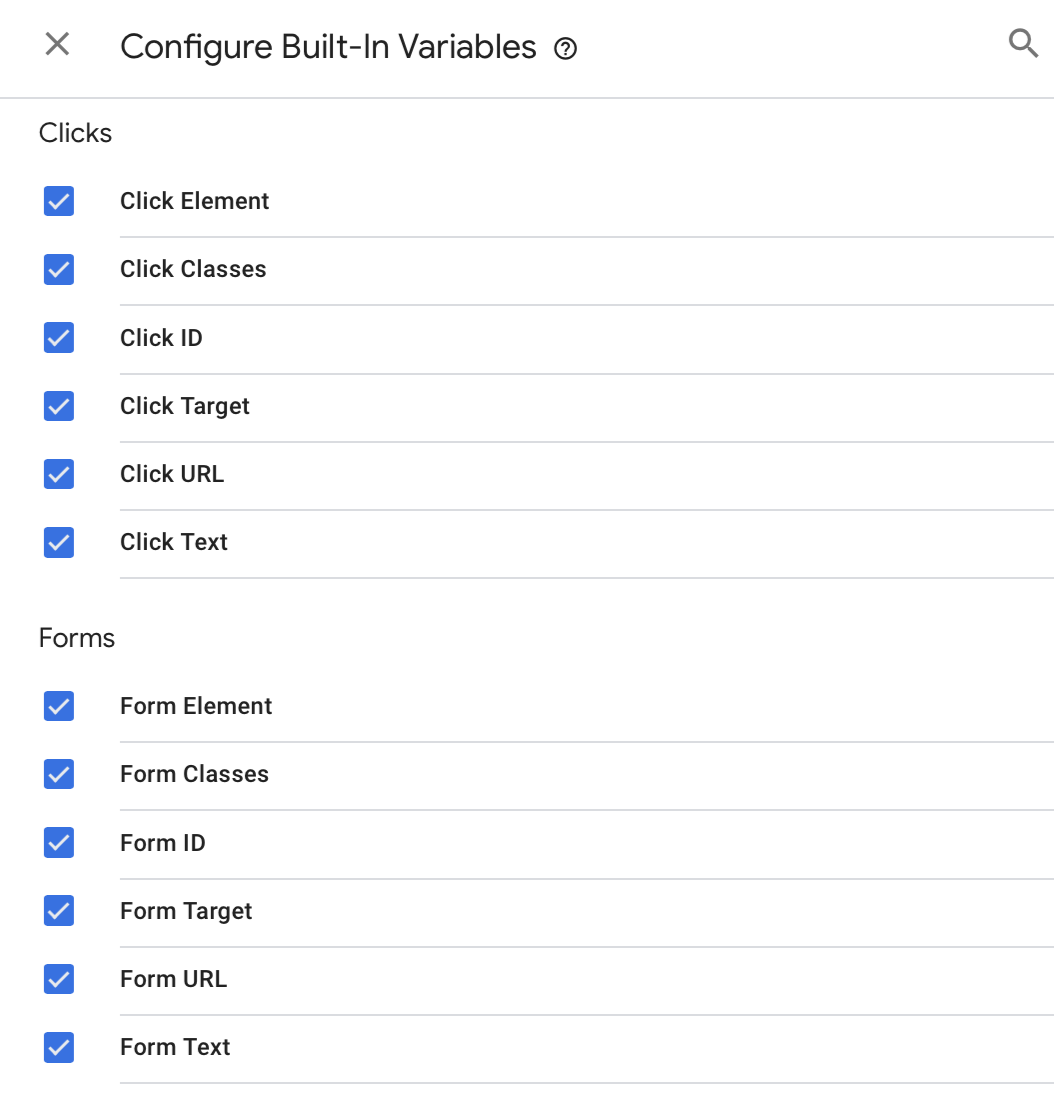 Configure Built-In Variables
Clicks
Click Element
Click Classes
Click ID
Click Target
Click URL
Click Text
Forms
Form Element
Form Classes
Form ID
Form Target
Form URL
Form Text